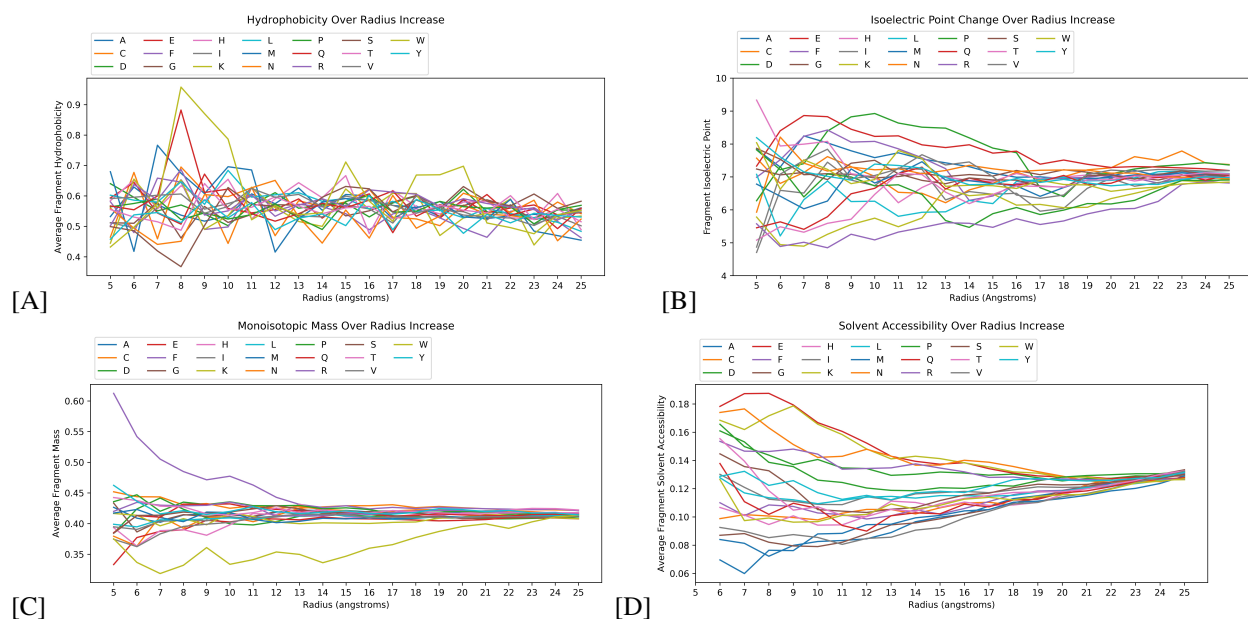 Hydrophobicity Over Radius Increase
A E H L P S W
C F I M Q T Y
D G K N R V
Average Fragment Hydrophobicity
0.9
0.8
0.7
0.6
0.5
0.4
5 6 7 8 9 10 11 12 13 14 15 16 17 18 19 20 21 22 23 24 25
Radius (angstroms)
[A]
Isoelectric Point Change Over Radius Increase
A E H L P S W
C F I M Q T Y
D G K N R V
Fragment Isoelectric Point
10
9
8
7
6
5
4
5 6 7 8 9 10 11 12 13 14 15 16 17 18 19 20 21 22 23 24 25
Radius (Angstroms)
[B]
Monoisotopic Mass Over Radius Increase
A E H L P S W
C F I M Q T Y
D G K N R V
Average Fragment Mass
0.60
0.55
0.50
0.45
0.40
0.35
5 6 7 8 9 10 11 12 13 14 15 16 17 18 19 20 21 22 23 24 25
Radius (angstroms)
[C]
Solvent Accessibility Over Radius Increase
A E H L P S W
C F I M Q T Y
D G K N R V
Average Fragment Solvent Accessibility
0.18
0.16
0.14
0.12
0.10
0.08
0.06
5 6 7 8 9 10 11 12 13 14 15 16 17 18 19 20 21 22 23 24 25
Radius (angstroms)
[D]